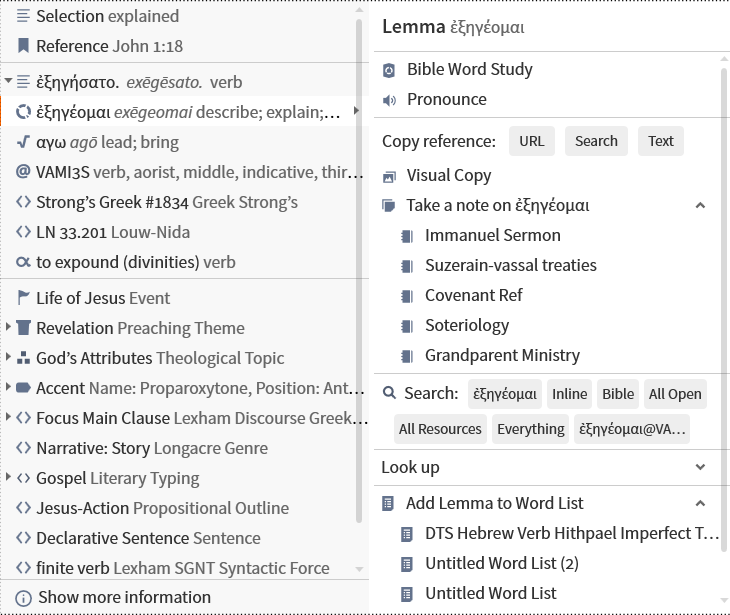 Selection explained
Reference John 1:18
ἐξηγήσατο. exēgēsato. verb
ἐξηγέομαι exēgeomai describe; explain;…
αγω agō lead; bring
VAMI3S verb, aorist, middle, indicative, thir…
Strong’s Greek #1834 Greek Strong’s
LN 33.201 Louw-Nida
to expound (divinities) verb
Life of Jesus Event
Revelation Preaching Theme
God’s Attributes Theological Topic
Accent Name: Proparoxytone, Position: Ant…
Focus Main Clause Lexham Discourse Greek…
Narrative: Story Longacre Genre
Gospel Literary Typing
Jesus-Action Propositional Outline
Declarative Sentence Sentence
finite verb Lexham SGNT Syntactic Force
Show more information
Lemma ἐξηγέομαι
Bible Word Study
Pronounce
Copy reference: URL Search Text
Visual Copy
Take a note on ἐξηγέομαι
Immanuel Sermon
Suzerain-vassal treaties
Covenant Ref
Soteriology
Grandparent Ministry
Search: ἐξηγέομαι Inline Bible All Open
All Resources Everything ἐξηγέομαι@VA…
Look up
Add Lemma to Word List
DTS Hebrew Verb Hithpael Imperfect T…
Untitled Word List (2)
Untitled Word List